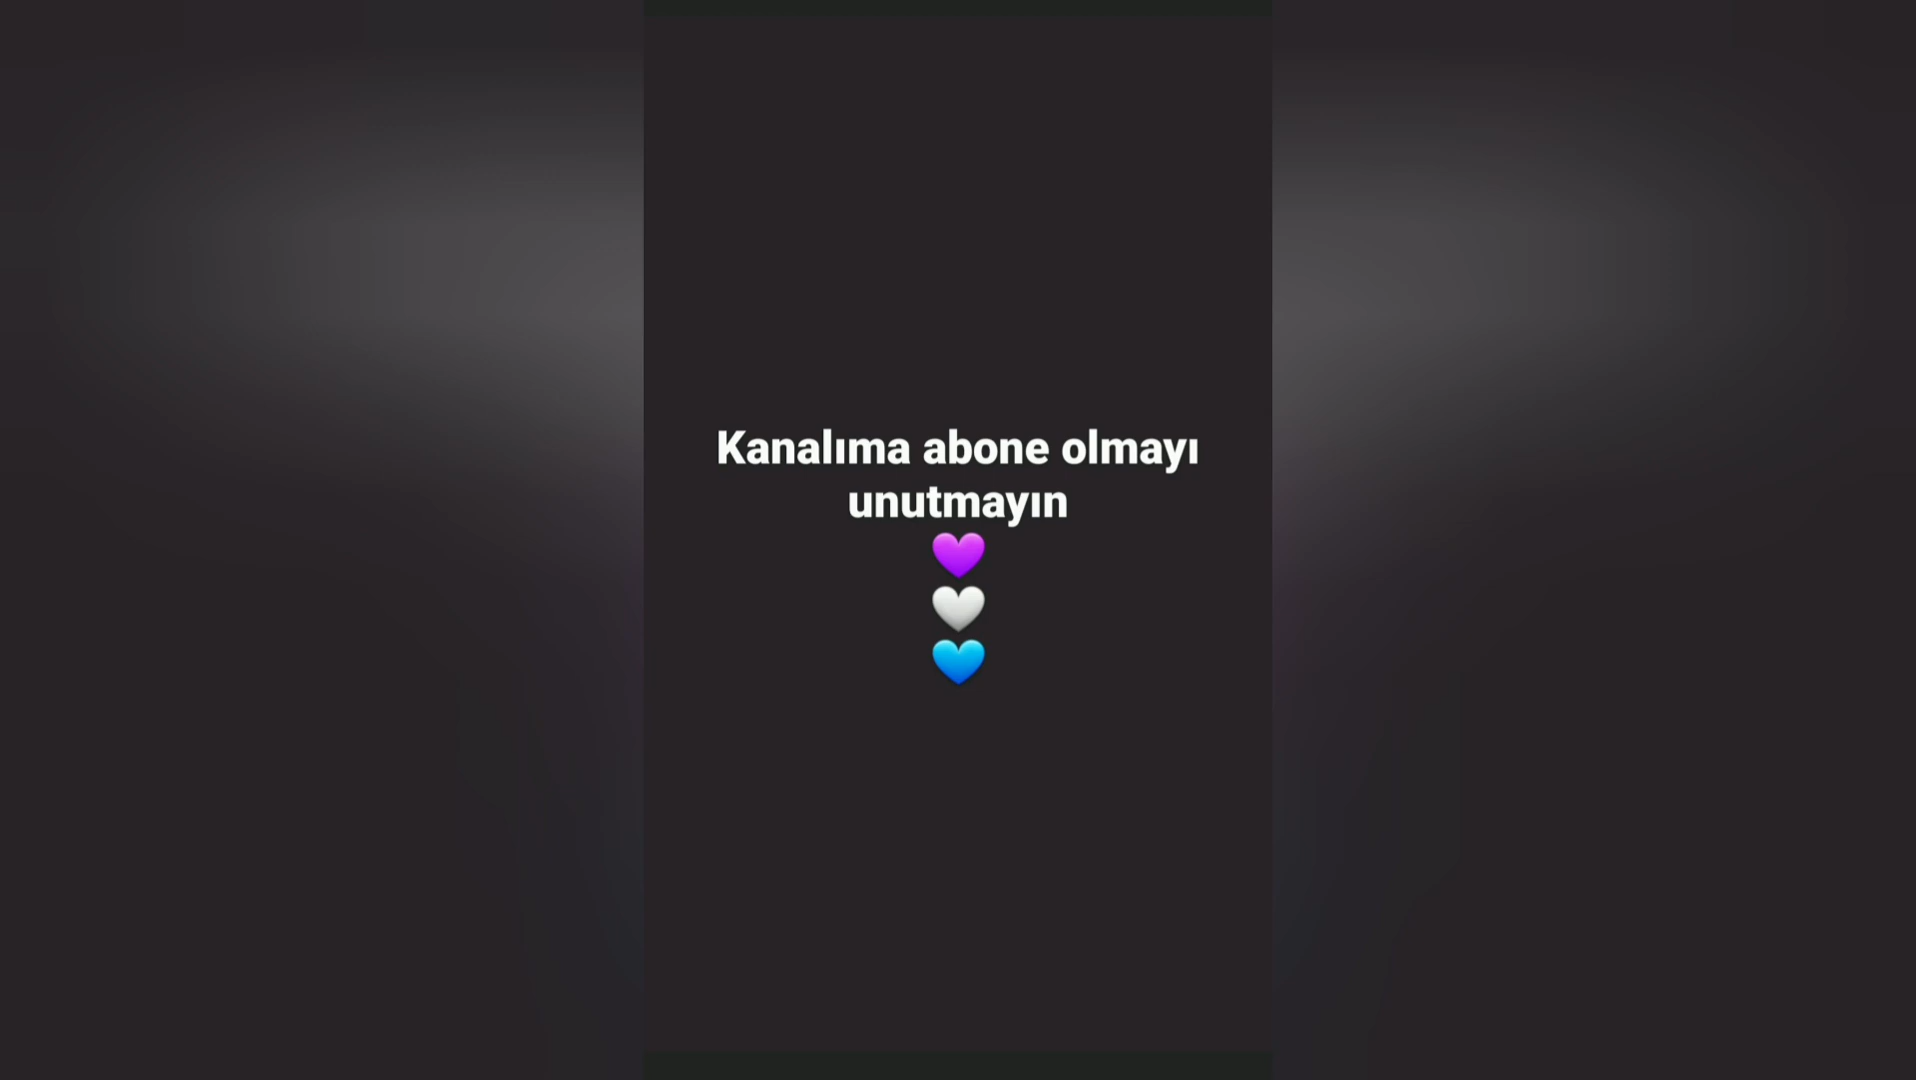 Kanalıma abone olmayı
unutmayın
💜
🤍
💙